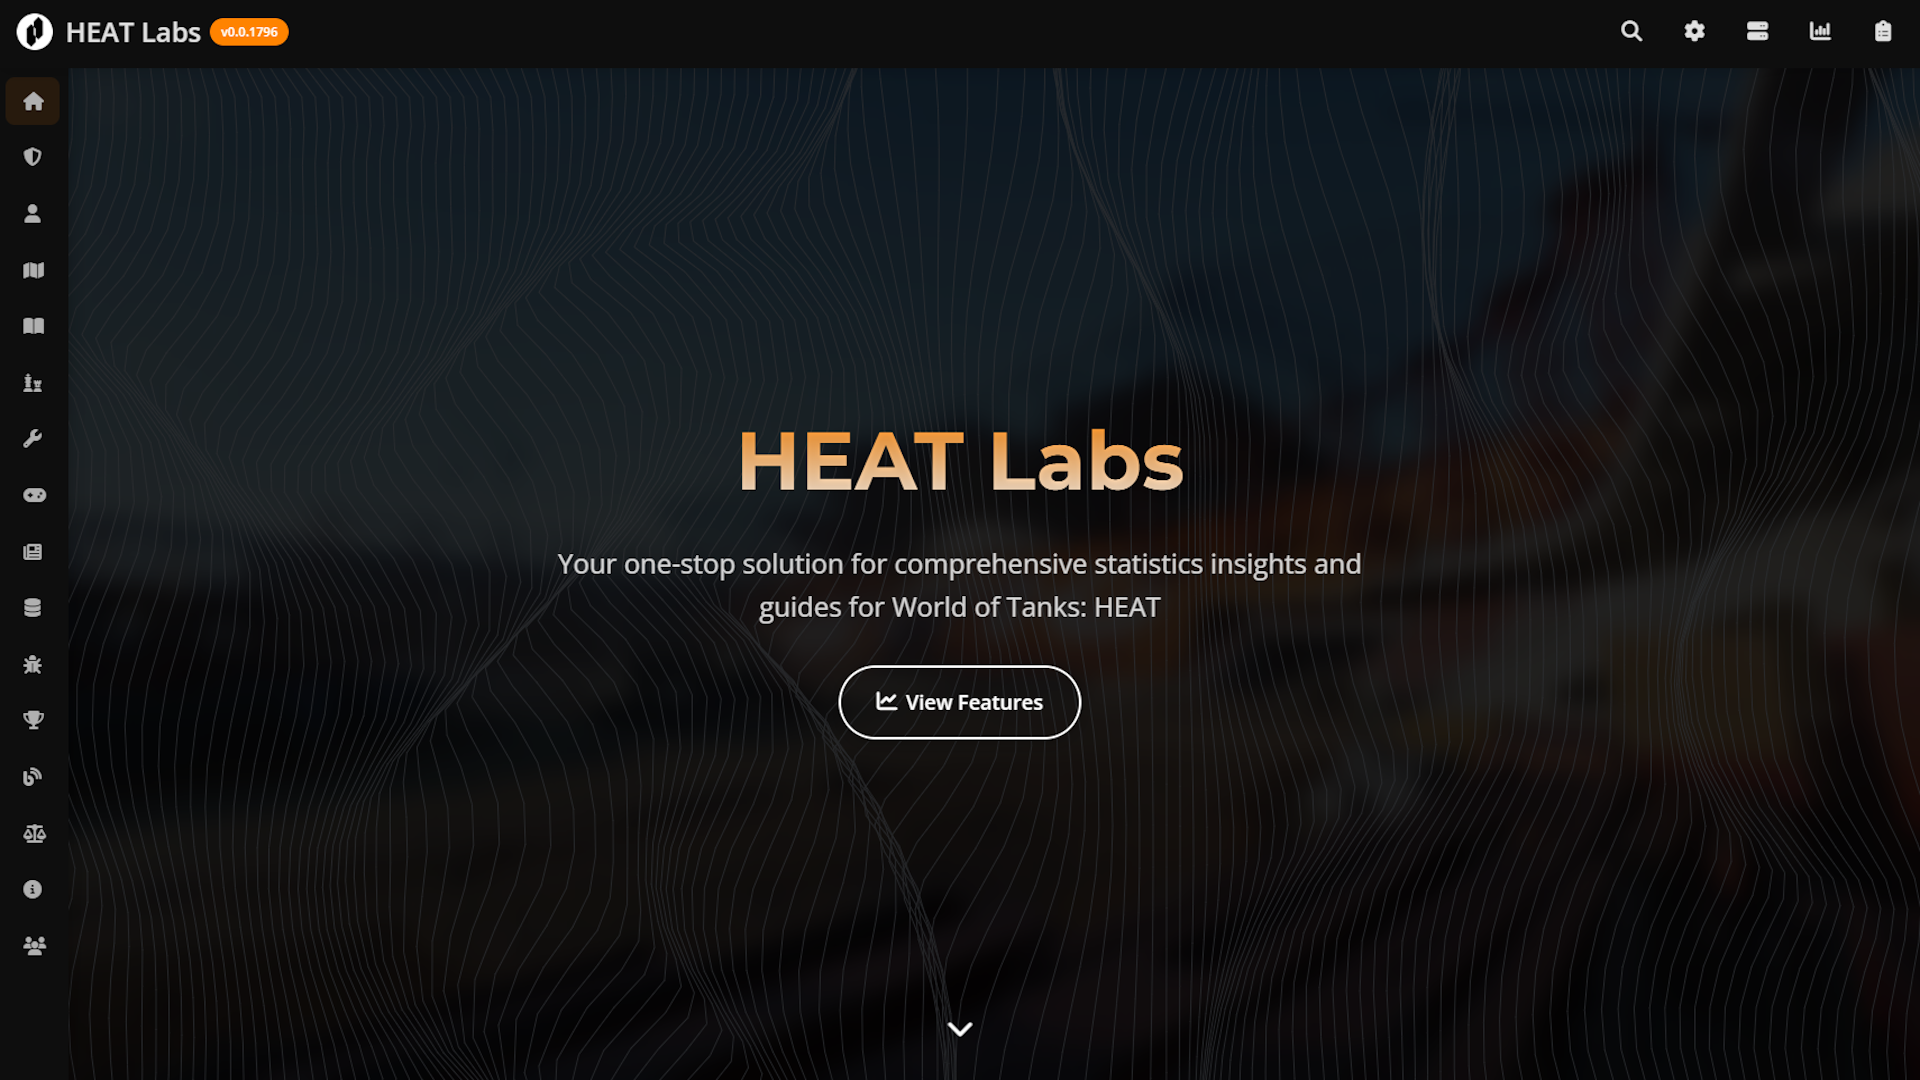 HEAT Labs
v0.0.1796
HEAT Labs
Your one-stop solution for comprehensive statistics insights and
guides for World of Tanks: HEAT
View Features